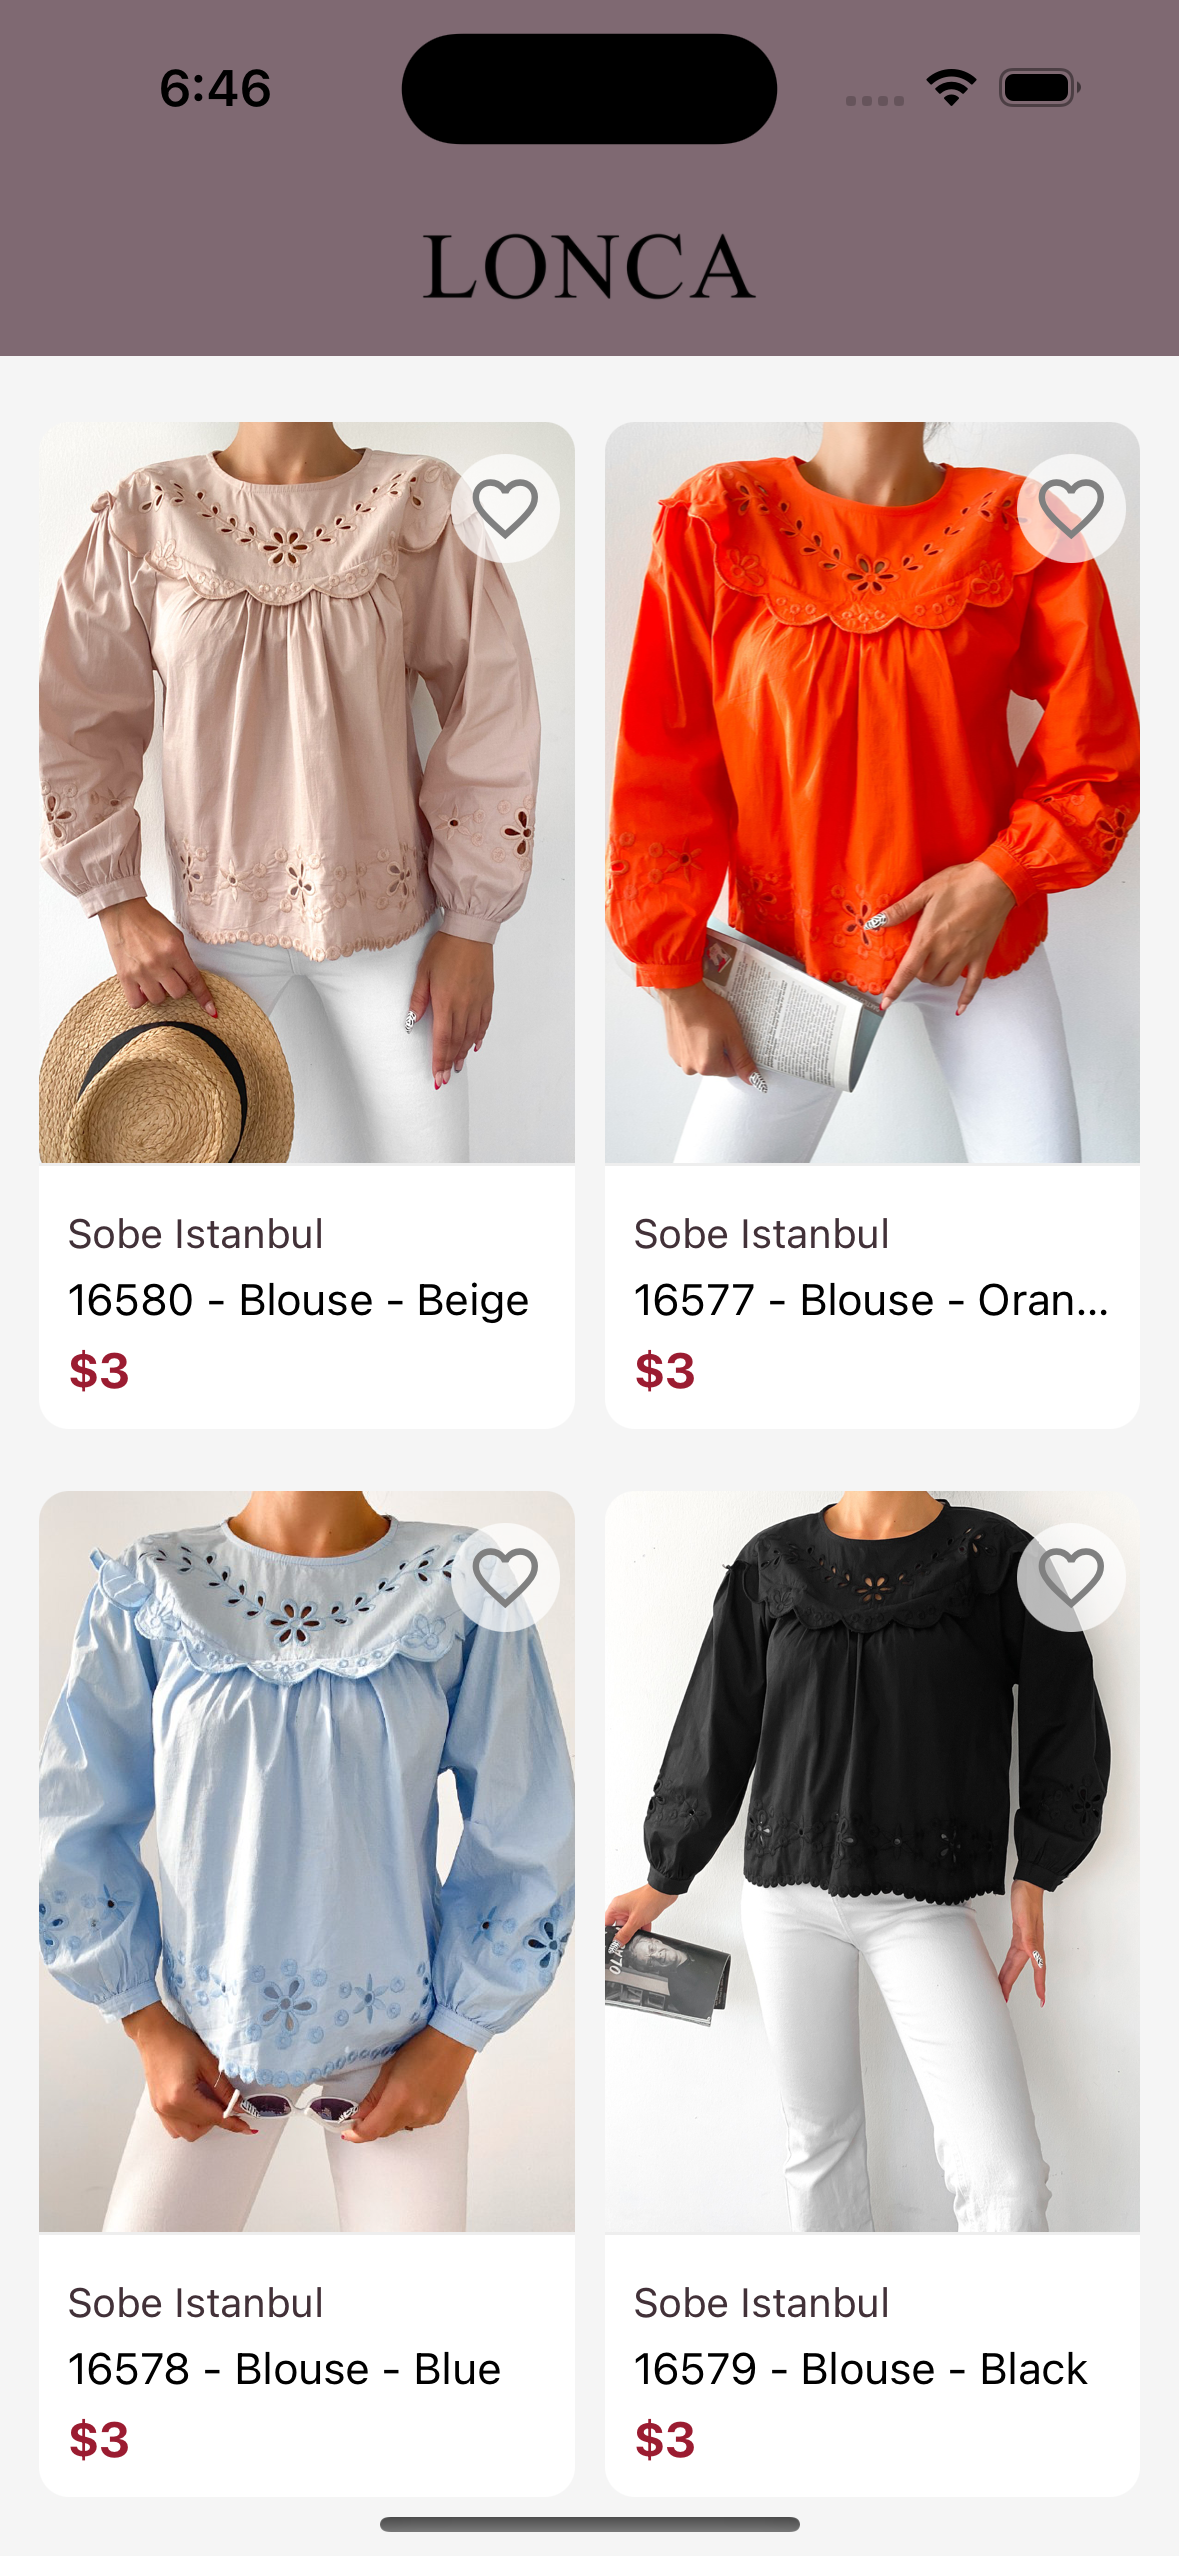 6:46
LONCA
Sobe Istanbul
16580 - Blouse - Beige
$3
Sobe Istanbul
16577 - Blouse - Oran...
$3
Sobe Istanbul
16578 - Blouse - Blue
$3
Sobe Istanbul
16579 - Blouse - Black
$3